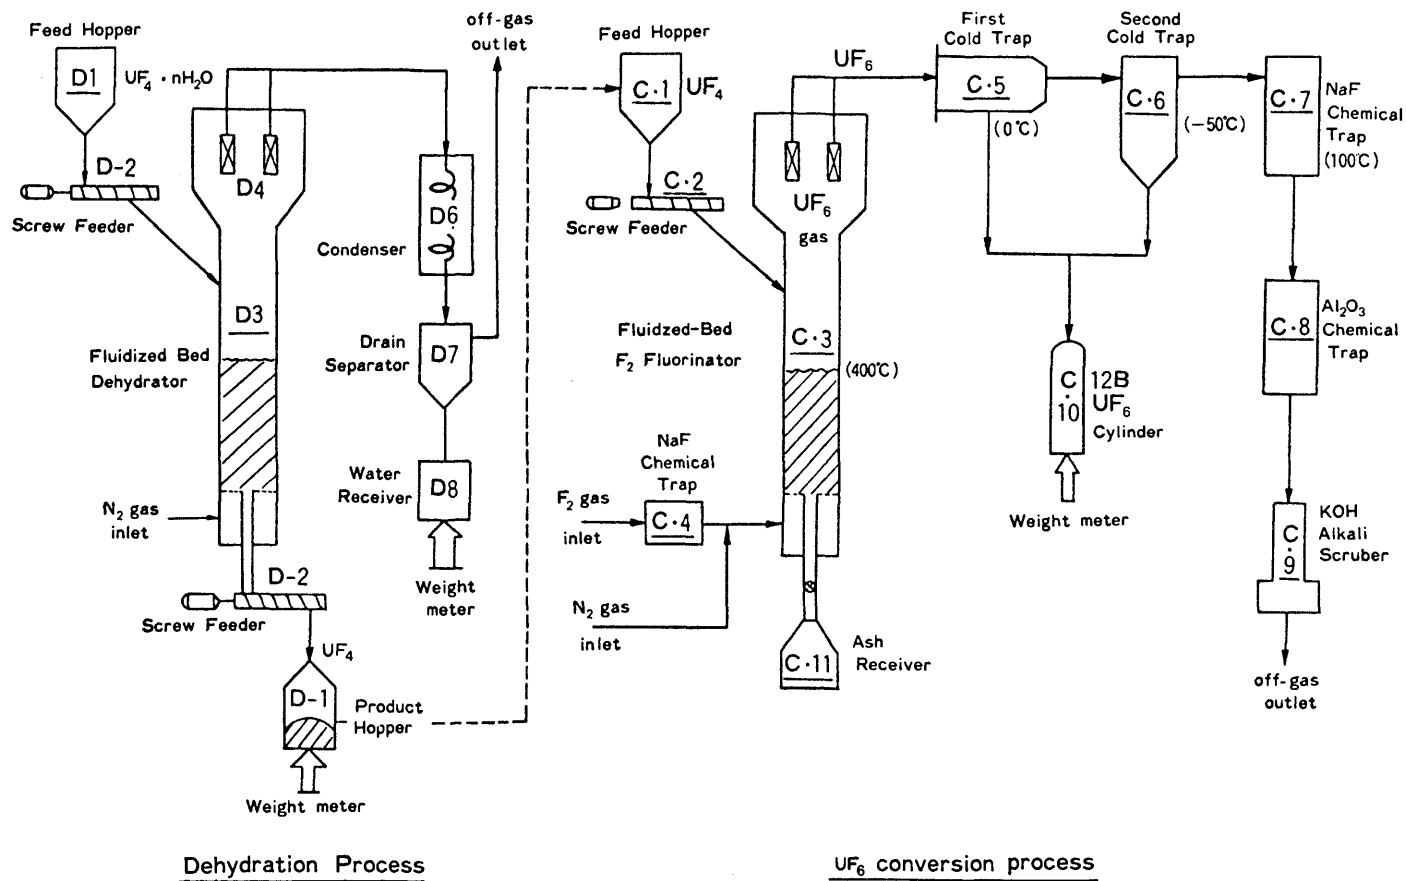 Feed Hopper
D1
UF₄ · nH₂O
D-2
Screw Feeder
D4
D3
Fluidized Bed
Dehydrator
N₂ gas
inlet
D-2
Screw Feeder
UF₄
D-1
Product
Hopper
Weight meter
off-gas
outlet
D6
Condenser
Drain
Separator
D7
Water
Receiver
D8
Weight
meter
Dehydration Process
Feed Hopper
C·1
UF₄
C·2
Screw Feeder
UF₆
UF₆
gas
Fluidzed-Bed
F₂ Fluorinator
C·3
(400℃)
NaF
Chemical
Trap
F₂ gas
inlet
C·4
N₂ gas
inlet
C·11
Ash
Receiver
First
Cold Trap
C·5
(0℃)
Second
Cold Trap
C·6
(−50℃)
C·7
NaF
Chemical
Trap
(100℃)
C·8
Al₂O₃
Chemical
Trap
C·10
12B
UF₆
Cylinder
Weight meter
C·9
KOH
Alkali
Scruber
off-gas
outlet
UF₆ conversion process